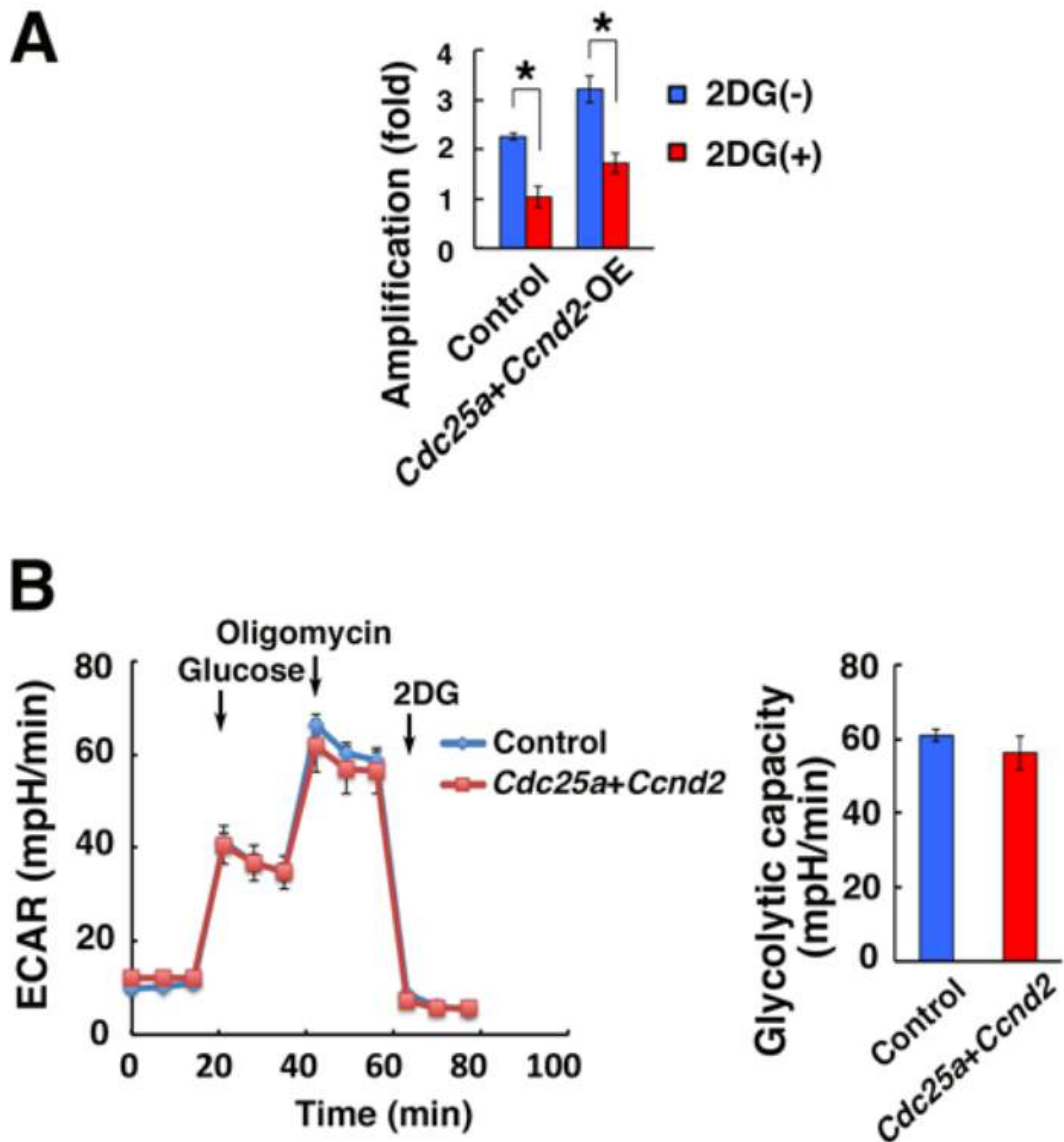 A
Amplification (fold)
4
3
2
1
0
*
*
2DG(-)
2DG(+)
Control
Cdc25a+Ccnd2-OE
B
ECAR (mpH/min)
80
60
40
20
0
Oligomycin
Glucose
2DG
Control
Cdc25a+Ccnd2
0 20 40 60 80 100
Time (min)
Glycolytic capacity
(mpH/min)
80
60
40
20
0
Control
Cdc25a+Ccnd2